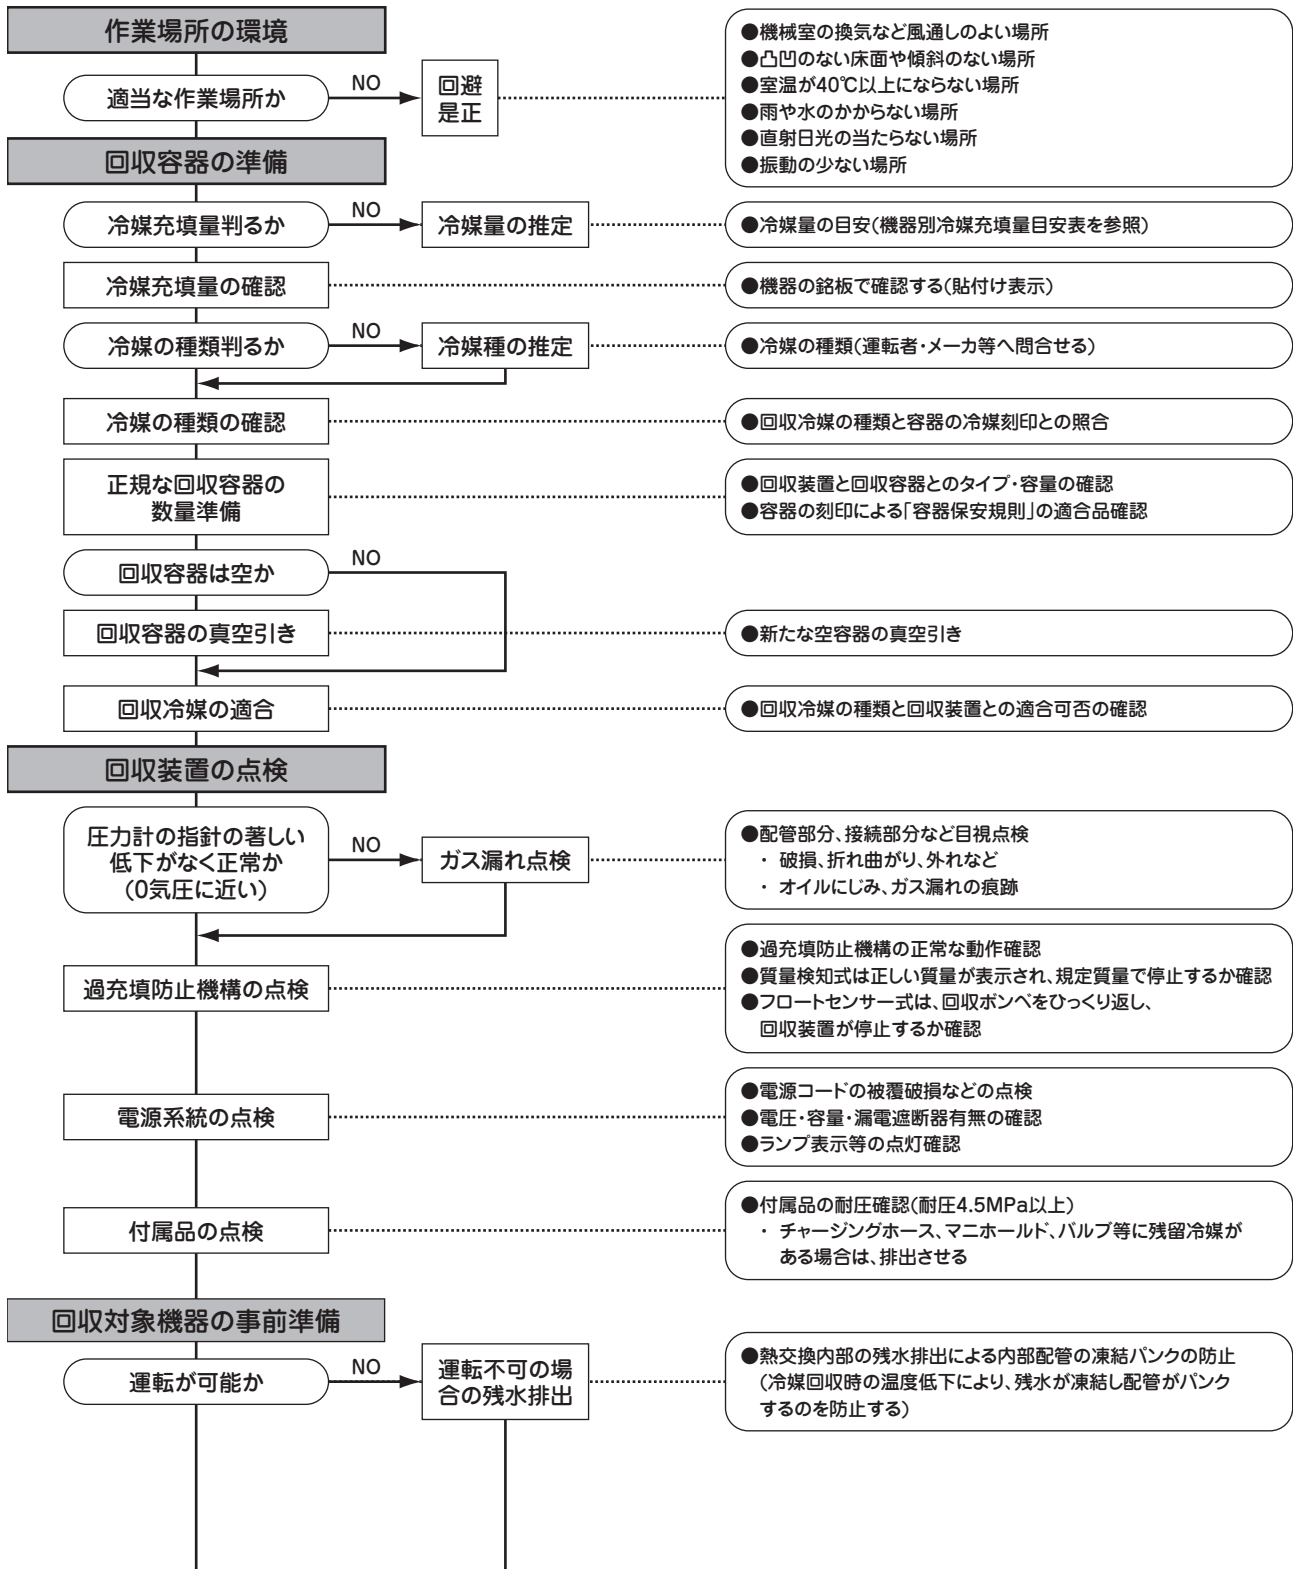 作業場所の環境
適当な作業場所か
NO
回避
是正
●機械室の換気など風通しのよい場所
●凸凹のない床面や傾斜のない場所
●室温が40℃以上にならない場所
●雨や水のかからない場所
●直射日光の当たらない場所
●振動の少ない場所
回収容器の準備
冷媒充填量判るか
NO
冷媒量の推定
●冷媒量の目安(機器別冷媒充填量目安表を参照)
冷媒充填量の確認
●機器の銘板で確認する(貼付け表示)
冷媒の種類判るか
NO
冷媒種の推定
●冷媒の種類(運転者・メーカ等へ問合せる)
冷媒の種類の確認
●回収冷媒の種類と容器の冷媒刻印との照合
正規な回収容器の
数量準備
●回収装置と回収容器とのタイプ・容量の確認
●容器の刻印による「容器保安規則」の適合品確認
回収容器は空か
NO
回収容器の真空引き
●新たな空容器の真空引き
回収冷媒の適合
●回収冷媒の種類と回収装置との適合可否の確認
回収装置の点検
圧力計の指針の著しい
低下がなく正常か
(0気圧に近い)
NO
ガス漏れ点検
●配管部分、接続部分など目視点検
・ 破損、折れ曲がり、外れなど
・ オイルにじみ、ガス漏れの痕跡
過充填防止機構の点検
●過充填防止機構の正常な動作確認
●質量検知式は正しい質量が表示され、規定質量で停止するか確認
●フロートセンサー式は、回収ボンベをひっくり返し、
回収装置が停止するか確認
電源系統の点検
●電源コードの被覆破損などの点検
●電圧・容量・漏電遮断器有無の確認
●ランプ表示等の点灯確認
付属品の点検
●付属品の耐圧確認(耐圧4.5MPa以上)
・ チャージングホース、マニホールド、バルブ等に残留冷媒が
ある場合は、排出させる
回収対象機器の事前準備
運転が可能か
NO
運転不可の場
合の残水排出
●熱交換内部の残水排出による内部配管の凍結パンクの防止
(冷媒回収時の温度低下により、残水が凍結し配管がパンク
するのを防止する)